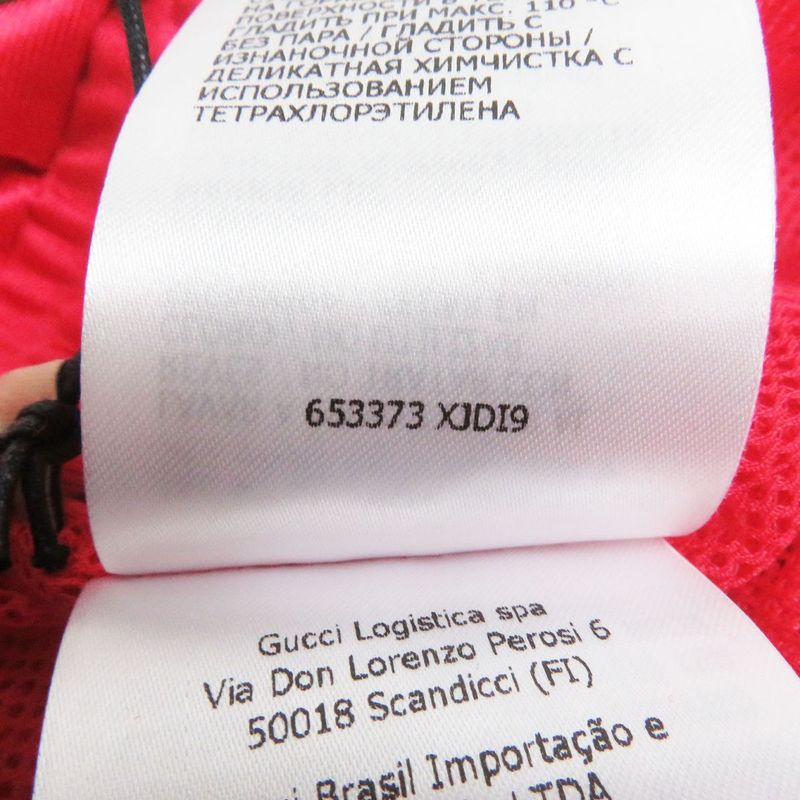 ПОВЕРХНОСТИ В
ГЛАДИТЬ ПРИ МАКС. 110 °C
БЕЗ ПАРА / ГЛАДИТЬ С
ИЗНАНОЧНОЙ СТОРОНЫ /
ДЕЛИКАТНАЯ ХИМЧИСТКА С
ИСПОЛЬЗОВАНИЕМ
ТЕТРАХЛОРЭТИЛЕНА
653373 XJDI9
Gucci Logistica spa
Via Don Lorenzo Perosi 6
50018 Scandicci (FI)
Brasil Importação e
LTDA